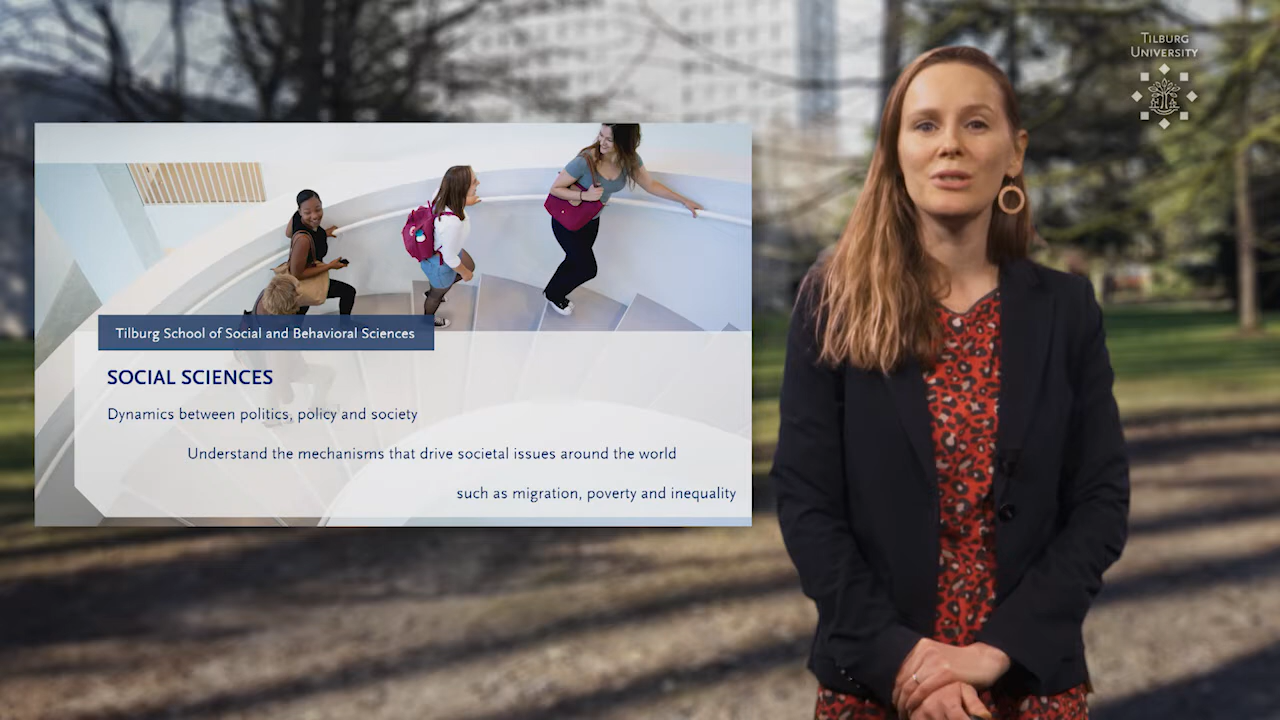 TILBURG
UNIVERSITY
Tilburg School of Social and Behavioral Sciences
SOCIAL SCIENCES
Dynamics between politics, policy and society
Understand the mechanisms that drive societal issues around the world
such as migration, poverty and inequality